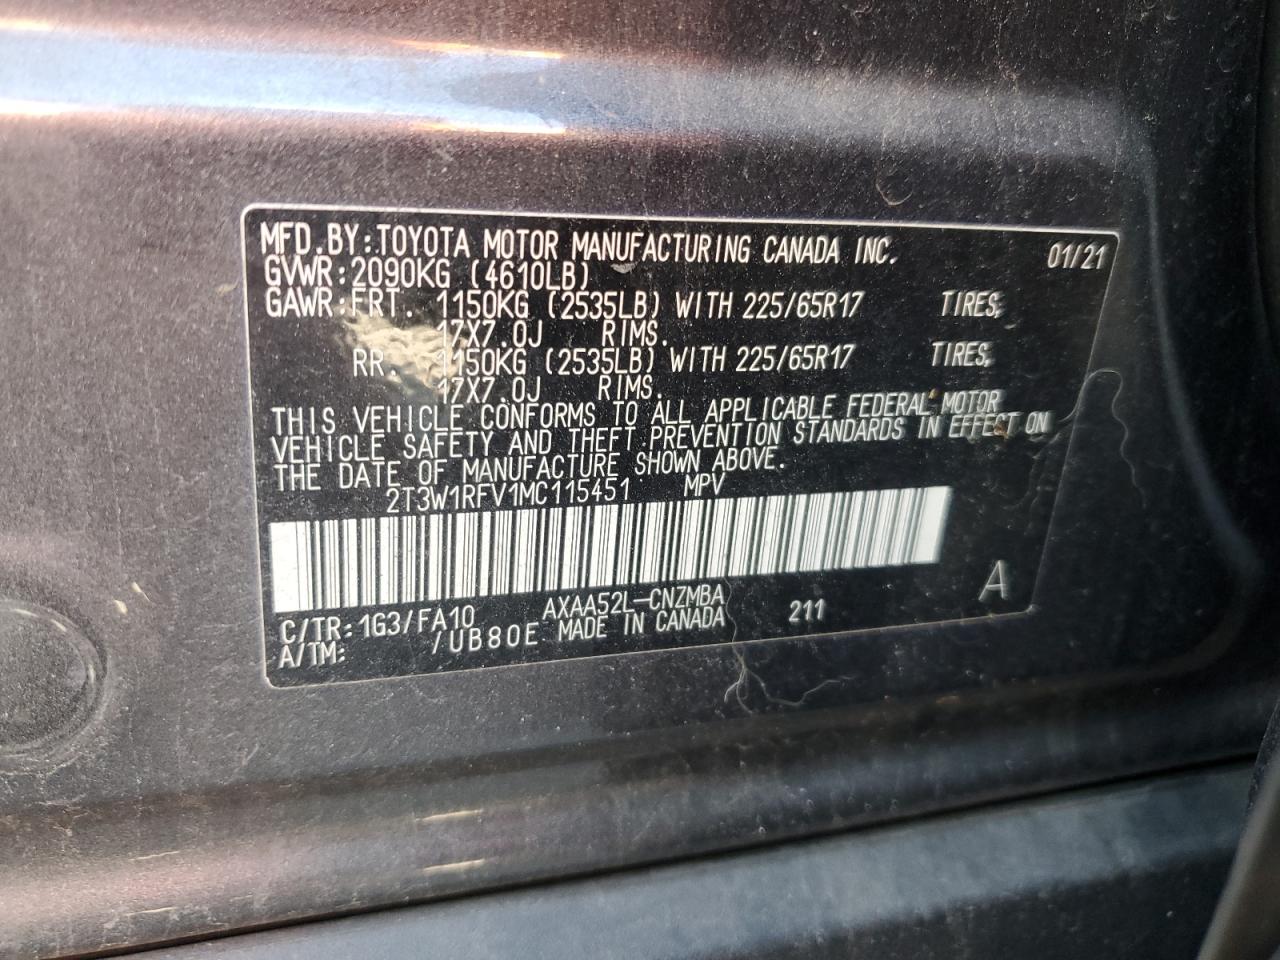 MFD.BY:TOYOTA MOTOR MANUFACTURING CANADA INC. 01/21
GVWR:2090KG (4610LB)
GAWR:FRT. 1150KG (2535LB) WITH 225/65R17 TIRES,
17X7.0J RIMS.
RR. 1150KG (2535LB) WITH 225/65R17 TIRES,
17X7.0J RIMS.
THIS VEHICLE CONFORMS TO ALL APPLICABLE FEDERAL MOTOR
VEHICLE SAFETY AND THEFT PREVENTION STANDARDS IN EFFECT ON
THE DATE OF MANUFACTURE SHOWN ABOVE.
2T3W1RFV1MC115451 MPV
C/TR:1G3/FA10 AXAA52L-CNZMBA 211 A
A/TM: /UB80E MADE IN CANADA